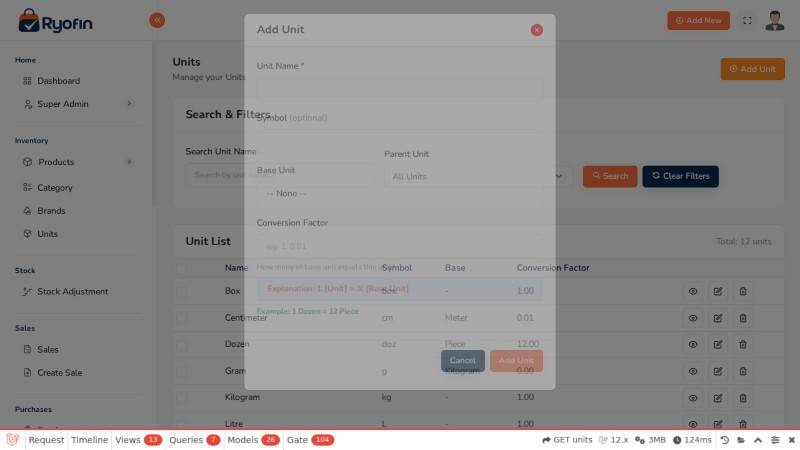 Ryofin
Add New
Home
Dashboard
Super Admin
Inventory
Products
Category
Brands
Units
Stock
Stock Adjustment
Sales
Sales
Create Sale
Purchases
Units
Manage your Units
Add Unit
Search & Filters
Search Unit Name
Search by unit name
Parent Unit
All Units
Search
Clear Filters
Unit List
Total: 12 units
Name Symbol Base Conversion Factor
Box box - 1.00
Centimeter cm Meter 0.01
Dozen doz Piece 12.00
Gram g Kilogram 0.00
Kilogram kg - 1.00
Litre L - 1.00
Add Unit
Unit Name *
Symbol (optional)
Base Unit
-- None --
Conversion Factor
e.g. 1, 0.01
How many of base unit equals this unit?
Explanation: 1 [Unit] = X [Base Unit]
Example: 1 Dozen = 12 Piece
Cancel
Add Unit
Request Timeline Views 13 Queries 7 Models 26 Gate 104
GET units 12.x 3MB 124ms